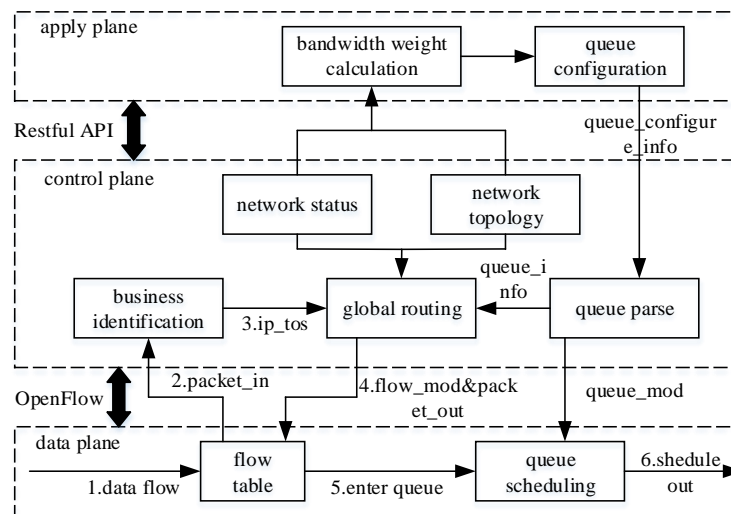 apply plane
bandwidth weight
calculation
queue
configuration
Restful API
queue_configur
e_info
control plane
network status
network
topology
business
identification
3.ip_tos
global routing
queue_i
nfo
queue parse
OpenFlow
2.packet_in
4.flow_mod&pack
et_out
queue_mod
data plane
1.data flow
flow
table
5.enter queue
queue
scheduling
6.shedule
out